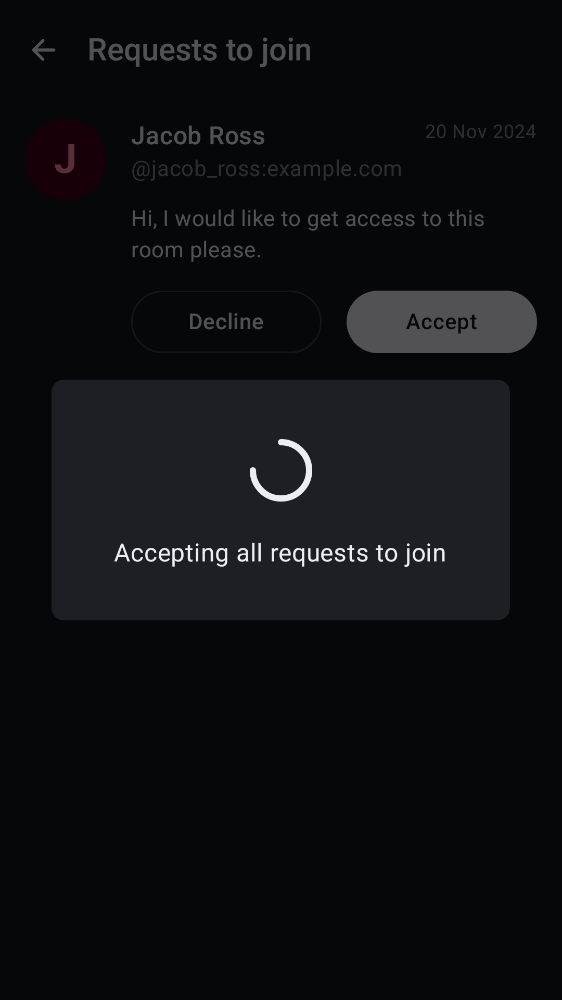 Requests to join
J
Jacob Ross
20 Nov 2024
@jacob_ross:example.com
Hi, I would like to get access to this
room please.
Decline
Accept
Accepting all requests to join